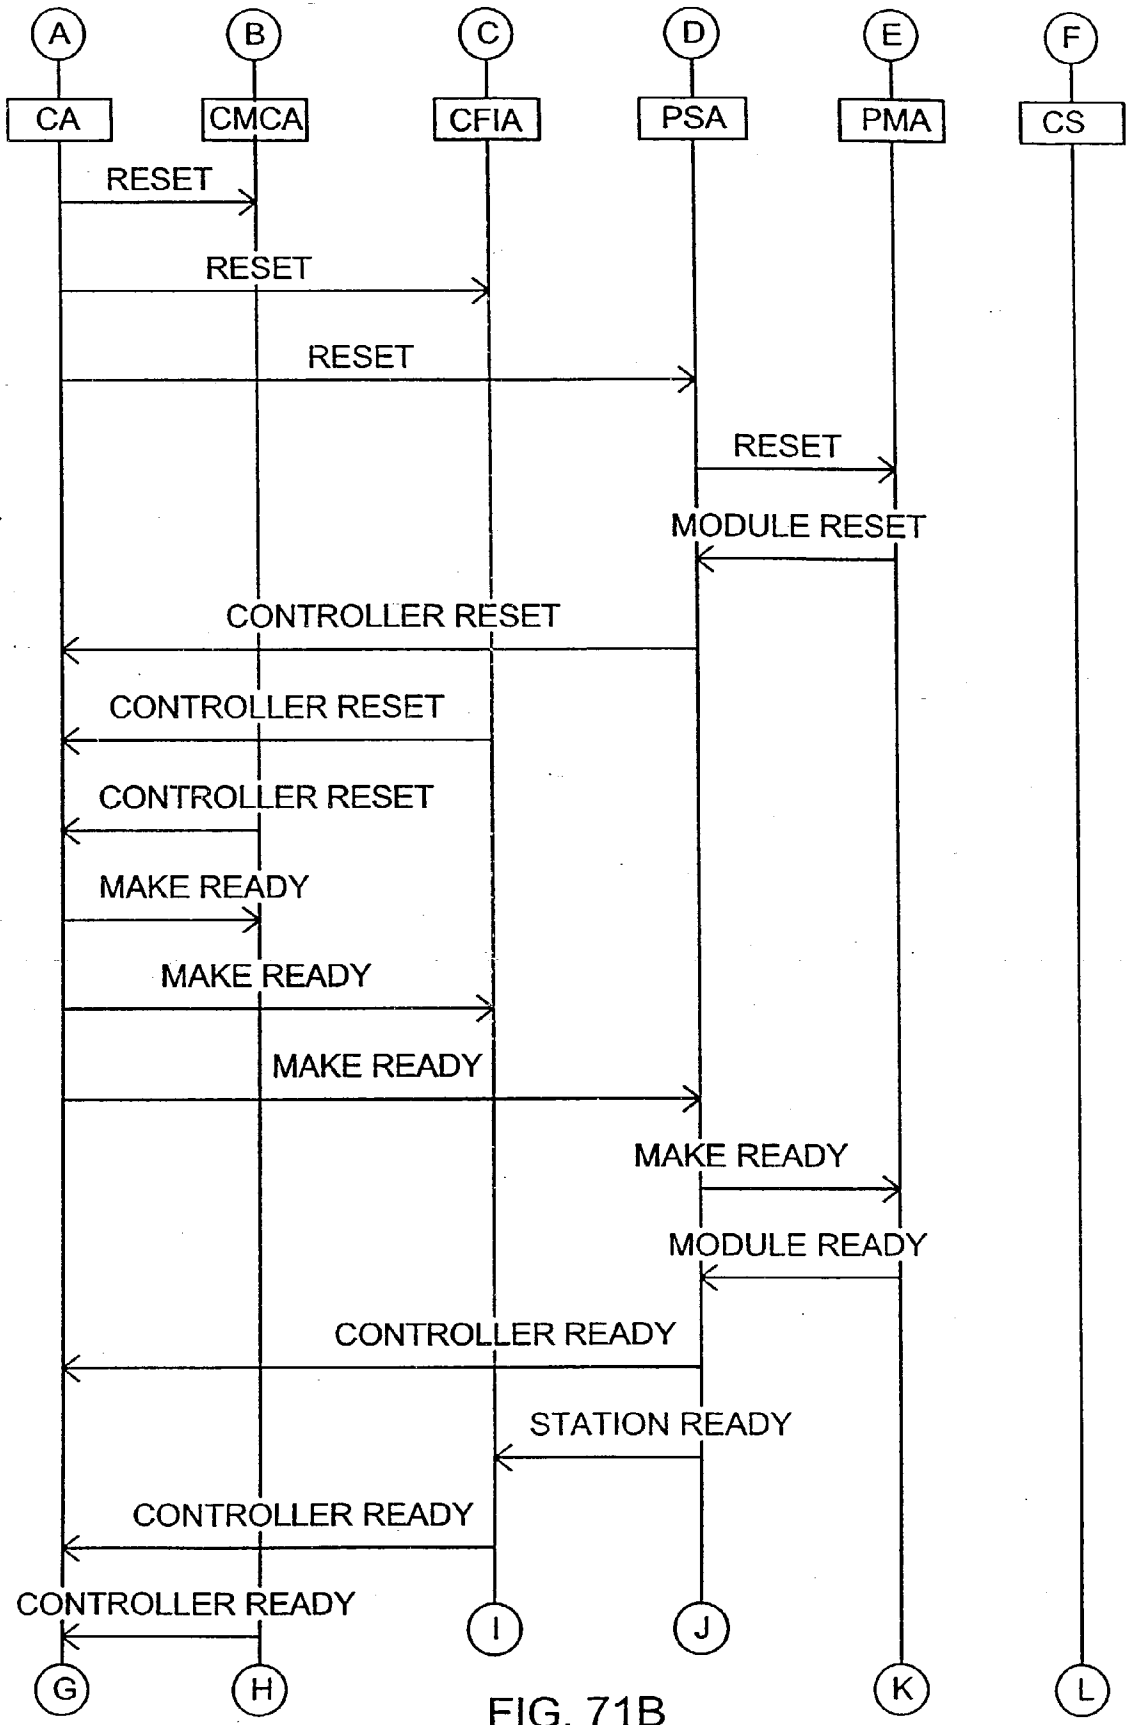 A B C D E F
CA CMCA CFIA PSA PMA CS
RESET
RESET
RESET
RESET
MODULE RESET
CONTROLLER RESET
CONTROLLER RESET
CONTROLLER RESET
MAKE READY
MAKE READY
MAKE READY
MAKE READY
MODULE READY
CONTROLLER READY
STATION READY
CONTROLLER READY
CONTROLLER READY
I J
G H K L
FIG. 71B